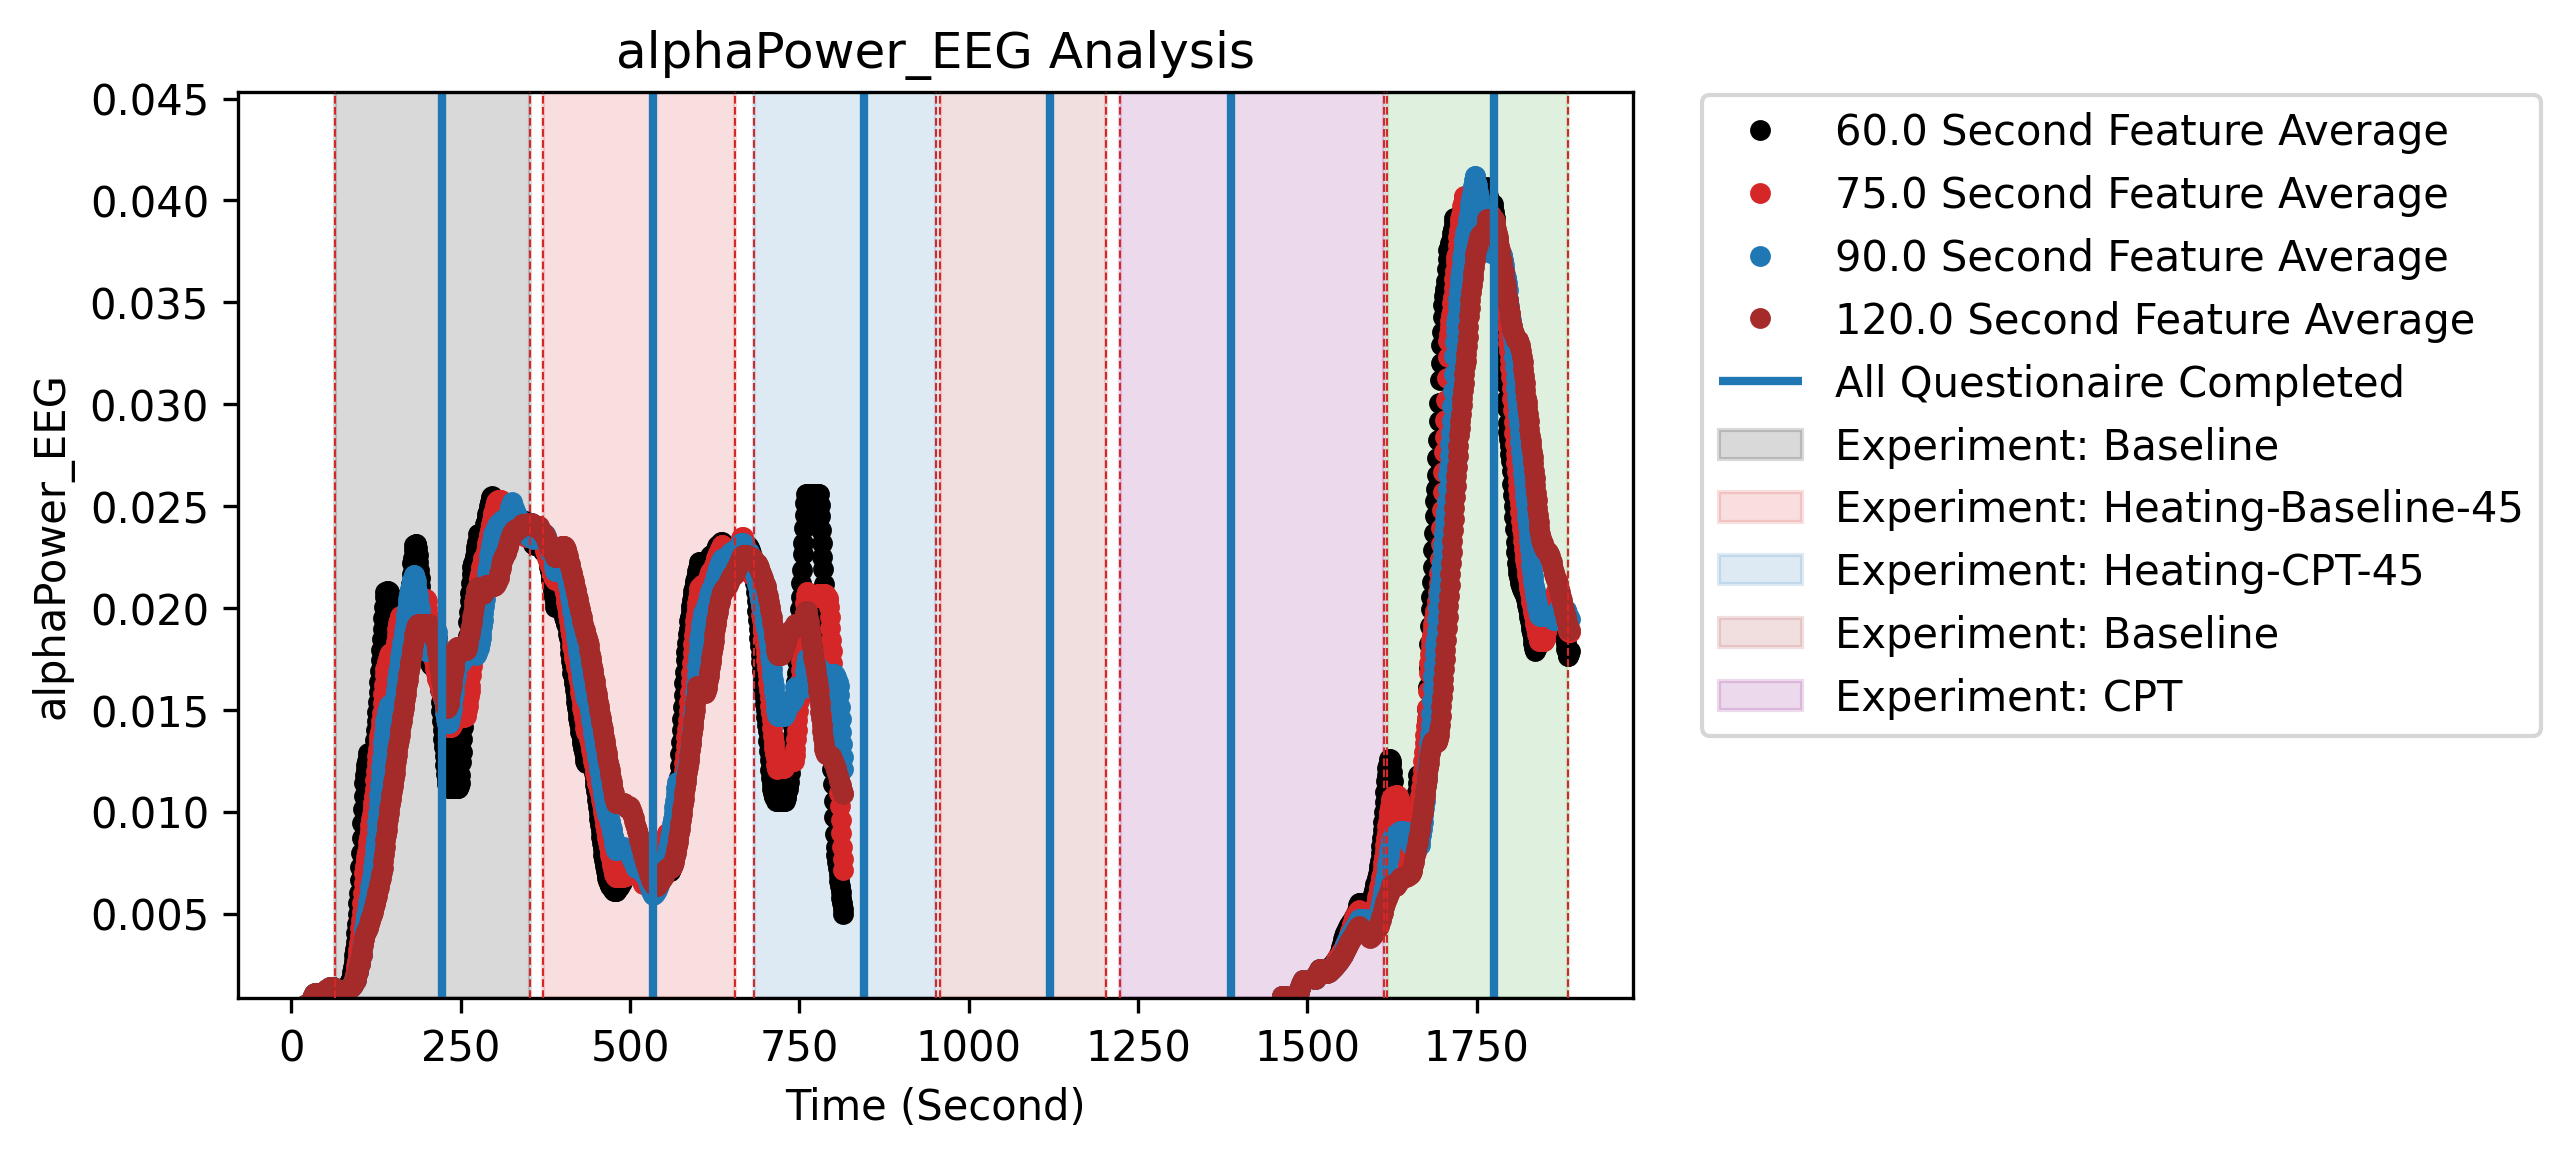 alphaPower_EEG Analysis
0.045
0.040
0.035
0.030
0.025
0.020
0.015
0.010
0.005
alphaPower_EEG
0 250 500 750 1000 1250 1500 1750
Time (Second)
60.0 Second Feature Average
75.0 Second Feature Average
90.0 Second Feature Average
120.0 Second Feature Average
All Questionaire Completed
Experiment: Baseline
Experiment: Heating-Baseline-45
Experiment: Heating-CPT-45
Experiment: Baseline
Experiment: CPT